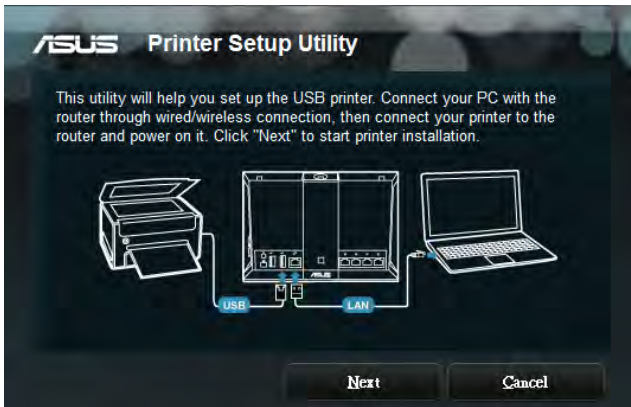 ASUS Printer Setup Utility
This utility will help you set up the USB printer. Connect your PC with the
router through wired/wireless connection, then connect your printer to the
router and power on it. Click "Next" to start printer installation.
ASUS
USB
LAN
Next
Cancel